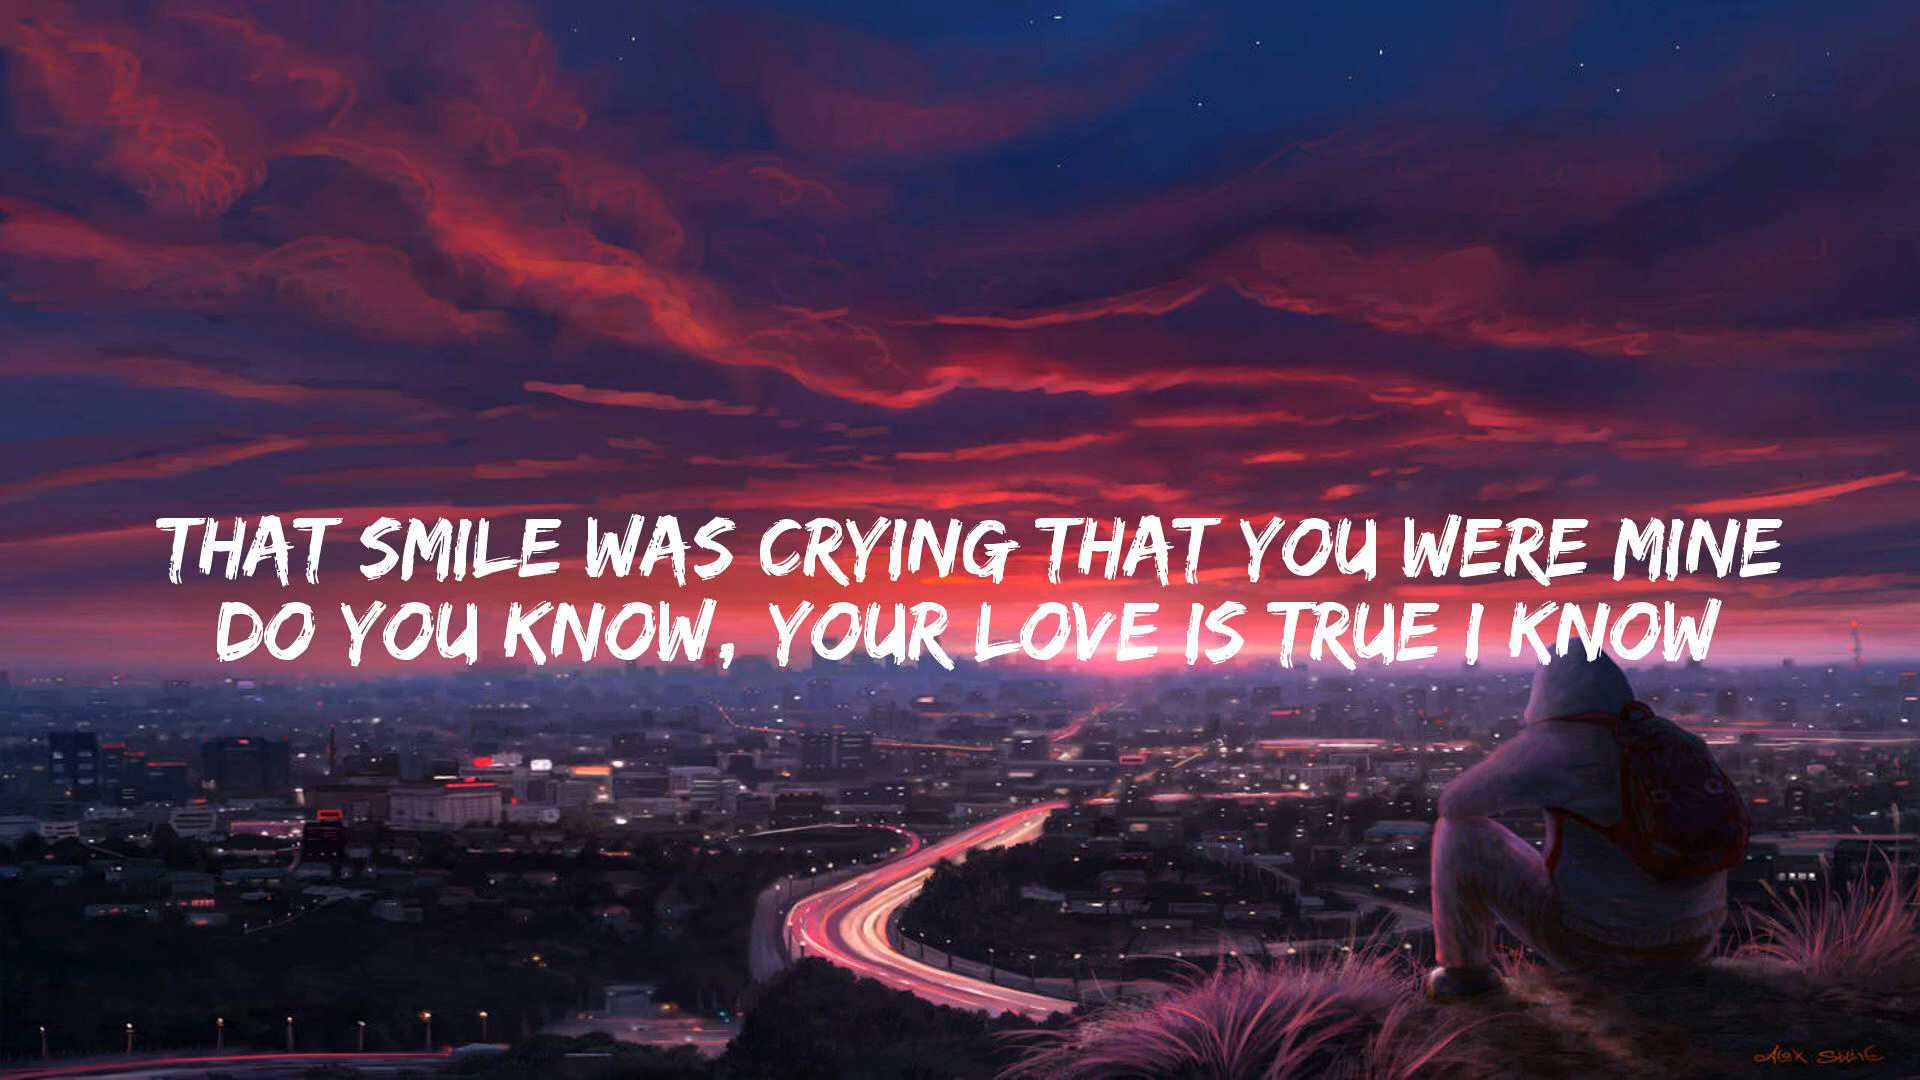 THAT SMILE WAS CRYING THAT YOU WERE MINE
DO YOU KNOW, YOUR LOVE IS TRUE I KNOW